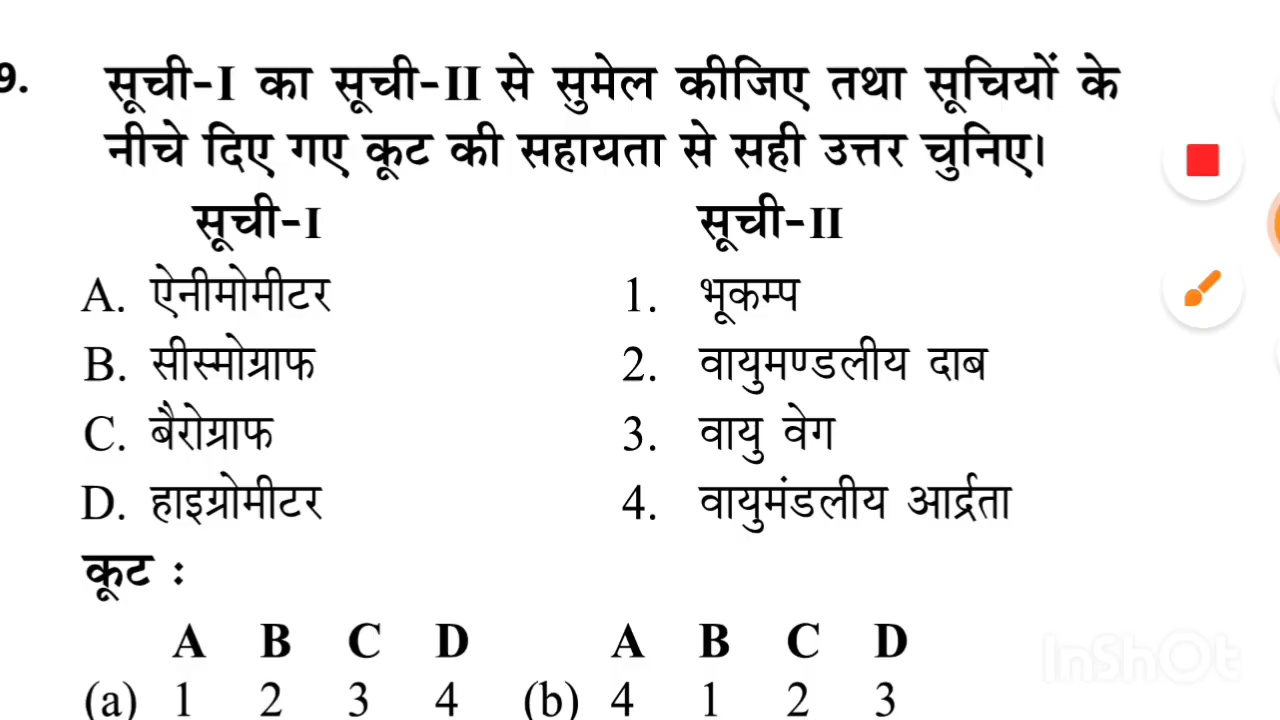 9. सूची-I का सूची-II से सुमेल कीजिए तथा सूचियों के
नीचे दिए गए कूट की सहायता से सही उत्तर चुनिए।
सूची-I सूची-II
A. ऐनीमोमीटर 1. भूकम्प
B. सीस्मोग्राफ 2. वायुमण्डलीय दाब
C. बैरोग्राफ 3. वायु वेग
D. हाइग्रोमीटर 4. वायुमंडलीय आर्द्रता
कूट :
A B C D A B C D
(a) 1 2 3 4 (b) 4 1 2 3
InShOt